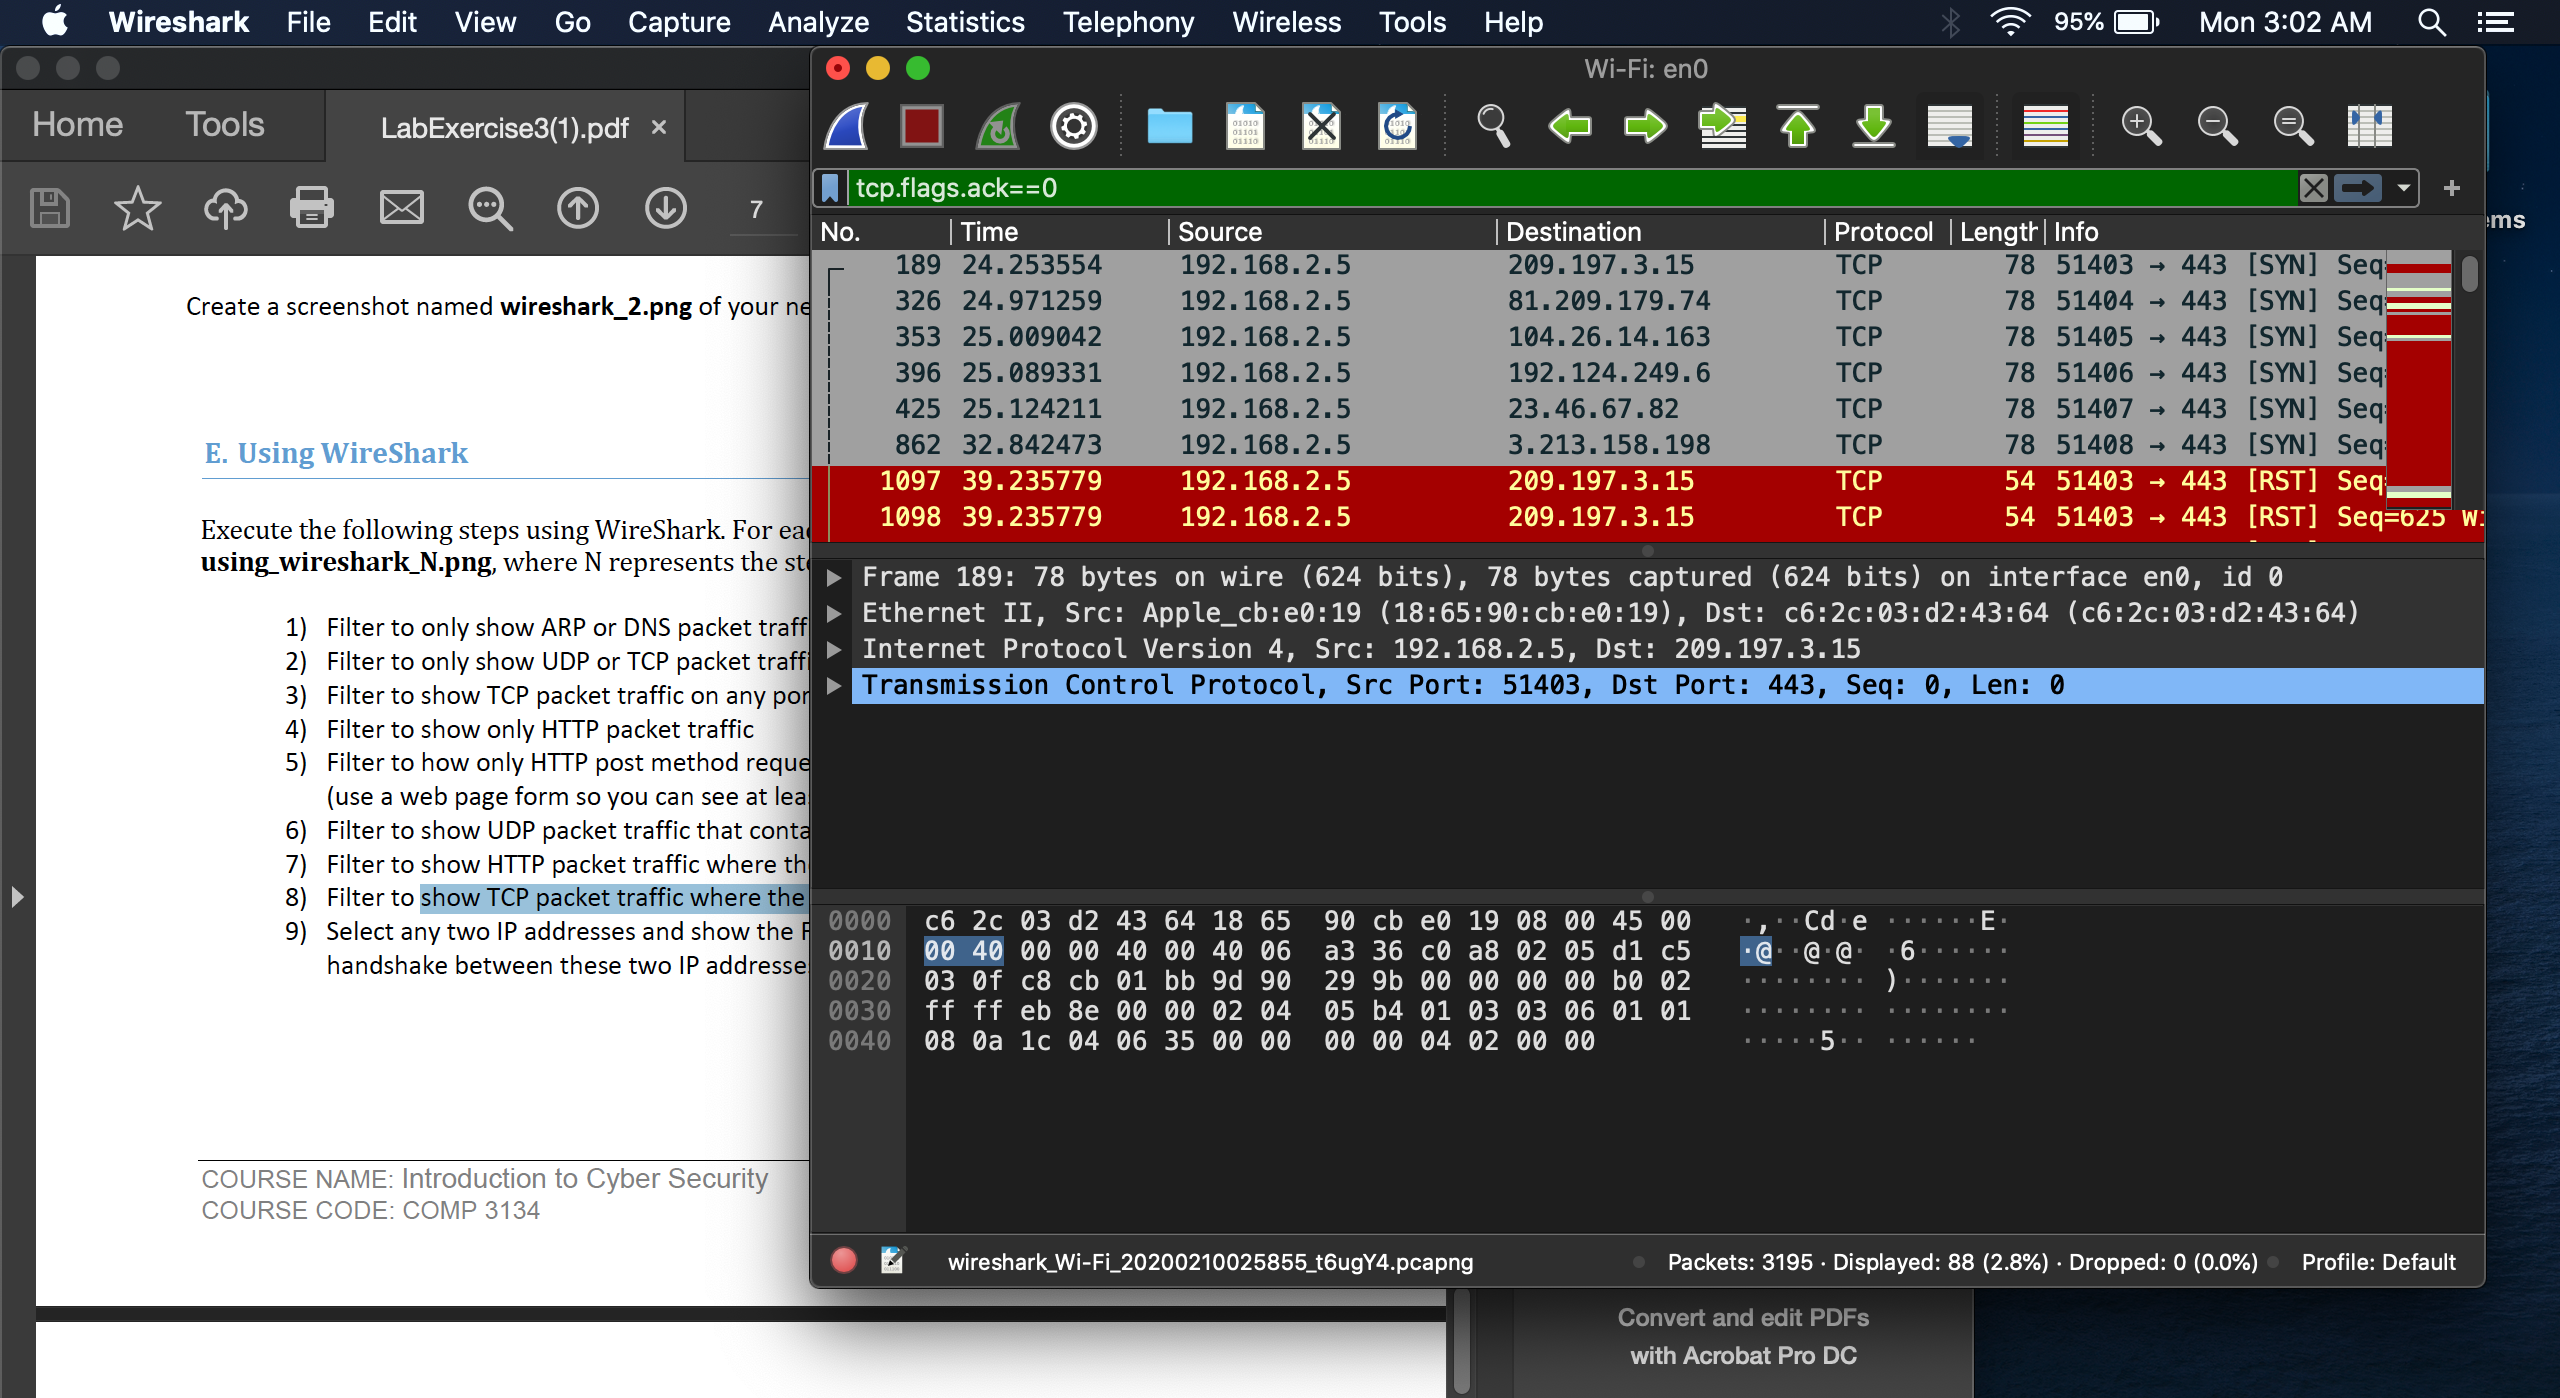 Wireshark File Edit View Go Capture Analyze Statistics Telephony Wireless Tools Help 95% Mon 3:02 AM
Home Tools LabExercise3(1).pdf ×
7
Create a screenshot named wireshark_2.png of your ne
E. Using WireShark
Execute the following steps using WireShark. For ea
using_wireshark_N.png, where N represents the st
1) Filter to only show ARP or DNS packet traff
2) Filter to only show UDP or TCP packet traffi
3) Filter to show TCP packet traffic on any por
4) Filter to show only HTTP packet traffic
5) Filter to how only HTTP post method reque
(use a web page form so you can see at lea
6) Filter to show UDP packet traffic that conta
7) Filter to show HTTP packet traffic where th
8) Filter to show TCP packet traffic where the
9) Select any two IP addresses and show the F
handshake between these two IP addresse
COURSE NAME: Introduction to Cyber Security
COURSE CODE: COMP 3134
Wi-Fi: en0
tcp.flags.ack==0
No. Time Source Destination Protocol Length Info
189 24.253554 192.168.2.5 209.197.3.15 TCP 78 51403 → 443 [SYN] Seq
326 24.971259 192.168.2.5 81.209.179.74 TCP 78 51404 → 443 [SYN] Seq
353 25.009042 192.168.2.5 104.26.14.163 TCP 78 51405 → 443 [SYN] Seq
396 25.089331 192.168.2.5 192.124.249.6 TCP 78 51406 → 443 [SYN] Seq
425 25.124211 192.168.2.5 23.46.67.82 TCP 78 51407 → 443 [SYN] Seq
862 32.842473 192.168.2.5 3.213.158.198 TCP 78 51408 → 443 [SYN] Seq
1097 39.235779 192.168.2.5 209.197.3.15 TCP 54 51403 → 443 [RST] Seq
1098 39.235779 192.168.2.5 209.197.3.15 TCP 54 51403 → 443 [RST] Seq=625 Wi
Frame 189: 78 bytes on wire (624 bits), 78 bytes captured (624 bits) on interface en0, id 0
Ethernet II, Src: Apple_cb:e0:19 (18:65:90:cb:e0:19), Dst: c6:2c:03:d2:43:64 (c6:2c:03:d2:43:64)
Internet Protocol Version 4, Src: 192.168.2.5, Dst: 209.197.3.15
Transmission Control Protocol, Src Port: 51403, Dst Port: 443, Seq: 0, Len: 0
0000 c6 2c 03 d2 43 64 18 65 90 cb e0 19 08 00 45 00 ·,··Cd·e ······E·
0010 00 40 00 00 40 00 40 06 a3 36 c0 a8 02 05 d1 c5 ·@··@·@· ·6······
0020 03 0f c8 cb 01 bb 9d 90 29 9b 00 00 00 00 b0 02 ········ )·······
0030 ff ff eb 8e 00 00 02 04 05 b4 01 03 03 06 01 01 ········ ········
0040 08 0a 1c 04 06 35 00 00 00 00 04 02 00 00 ·····5·· ······
wireshark_Wi-Fi_20200210025855_t6ugY4.pcapng Packets: 3195 · Displayed: 88 (2.8%) · Dropped: 0 (0.0%) Profile: Default
ems
Convert and edit PDFs
with Acrobat Pro DC